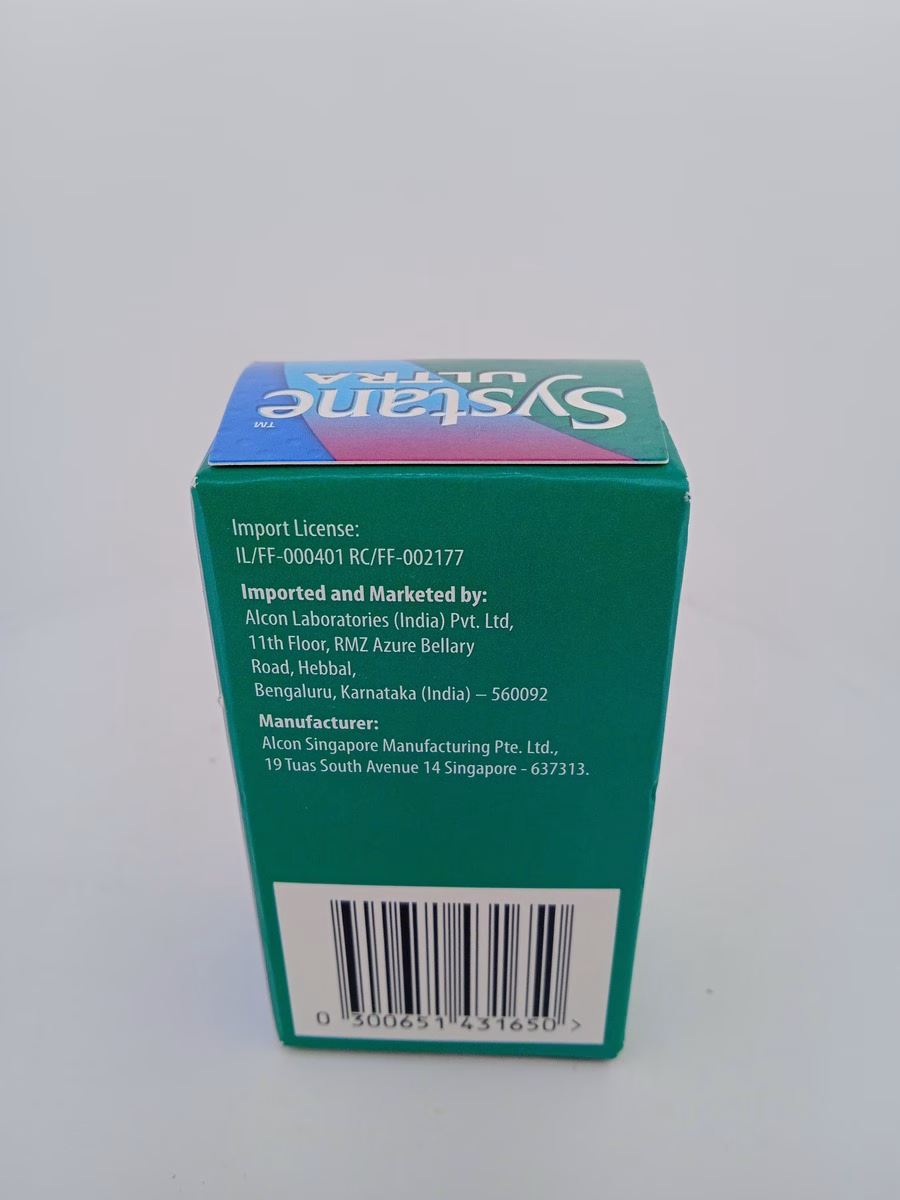 Systane™
ULTRA
Import License:
IL/FF-000401 RC/FF-002177
Imported and Marketed by:
Alcon Laboratories (India) Pvt. Ltd,
11th Floor, RMZ Azure Bellary
Road, Hebbal,
Bengaluru, Karnataka (India) – 560092
Manufacturer:
Alcon Singapore Manufacturing Pte. Ltd.,
19 Tuas South Avenue 14 Singapore - 637313.
0 300651 431650 >